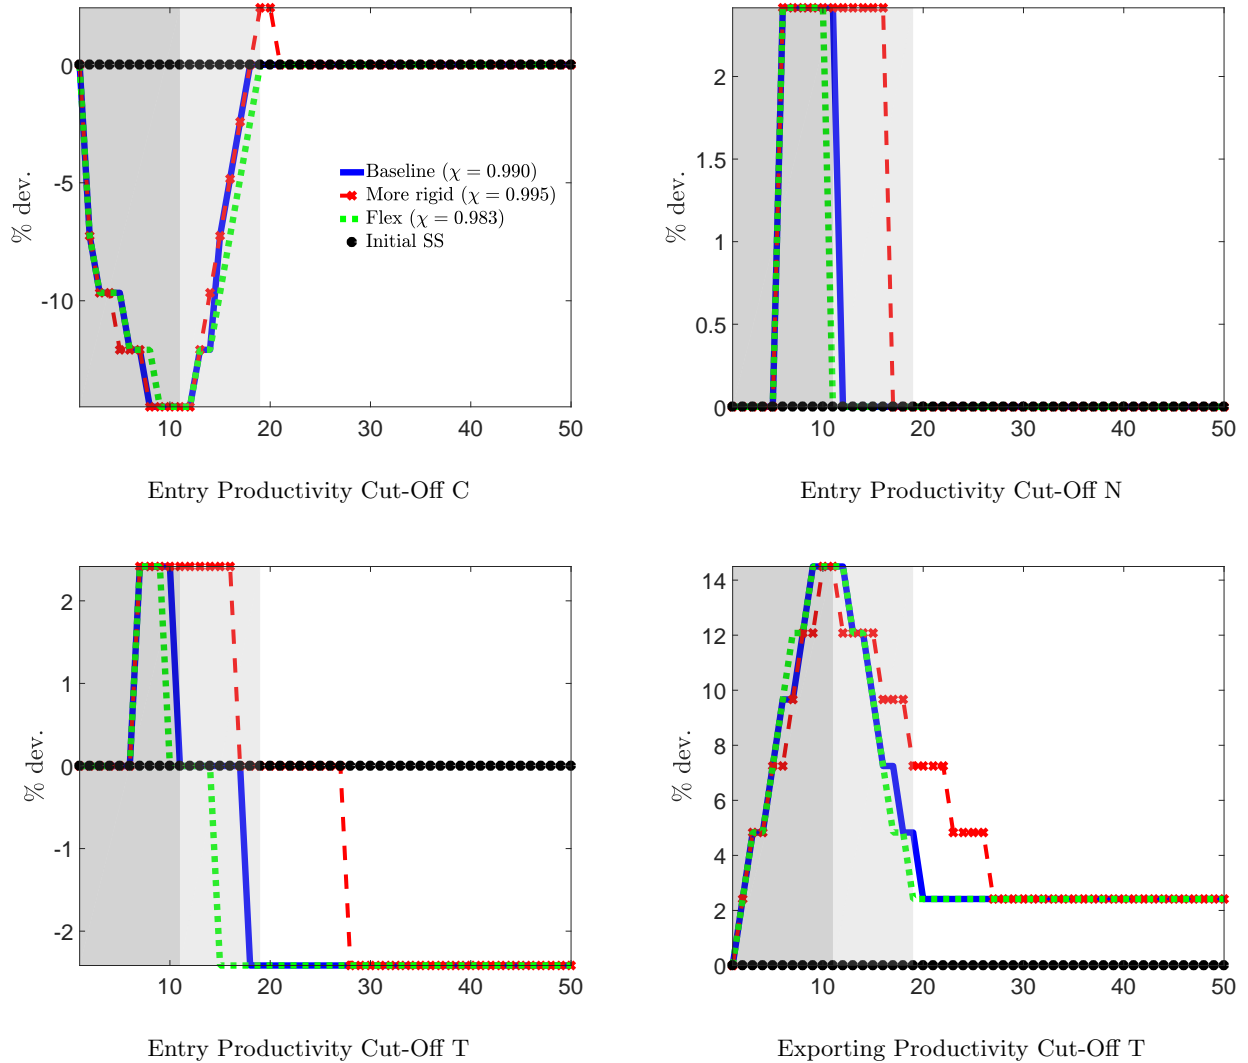 0
-5
-10
% dev.
Baseline (χ = 0.990)
More rigid (χ = 0.995)
Flex (χ = 0.983)
Initial SS
10 20 30 40 50
Entry Productivity Cut-Off C
2
1.5
1
0.5
0
% dev.
10 20 30 40 50
Entry Productivity Cut-Off N
2
1
0
-1
-2
% dev.
10 20 30 40 50
Entry Productivity Cut-Off T
14
12
10
8
6
4
2
0
% dev.
10 20 30 40 50
Exporting Productivity Cut-Off T